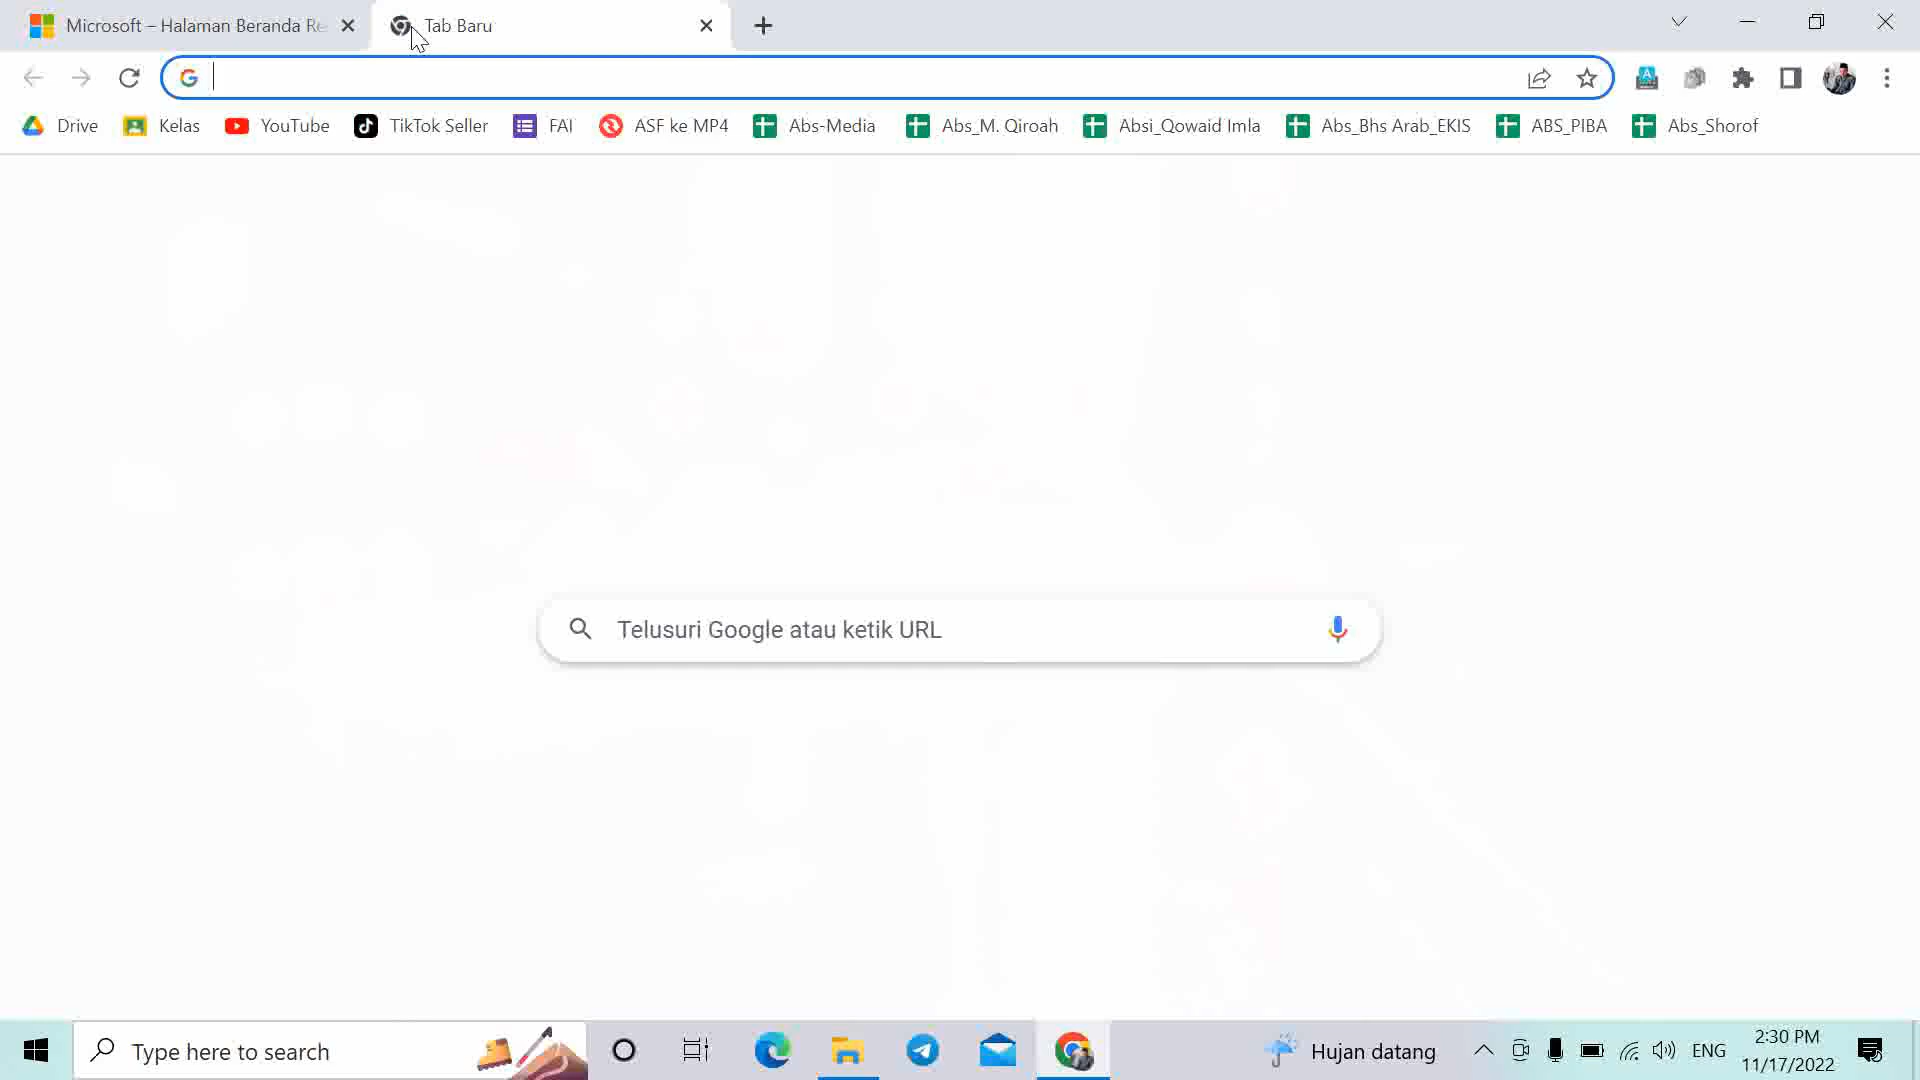 Microsoft – Halaman Beranda Re
Tab Baru
Drive
Kelas
YouTube
TikTok Seller
FAI
ASF ke MP4
Abs-Media
Abs_M. Qiroah
Absi_Qowaid Imla
Abs_Bhs Arab_EKIS
ABS_PIBA
Abs_Shorof
Telusuri Google atau ketik URL
Type here to search
Hujan datang
ENG
2:30 PM
11/17/2022